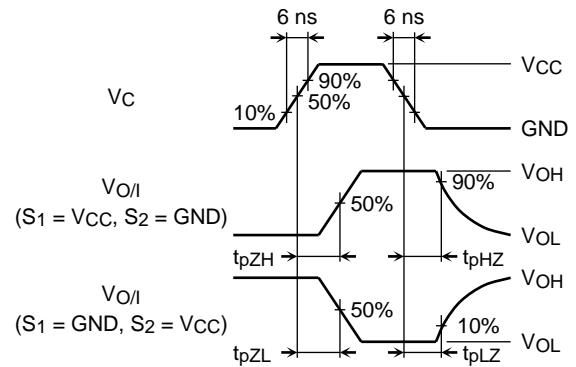 6 ns 6 ns
VCC
90%
VC 50%
10%
GND
VOH
VO/I 90%
(S1 = VCC, S2 = GND) 50%
VOL
tpZH tpHZ
VOH
VO/I
(S1 = GND, S2 = VCC) 50%
10%
VOL
tpZL tpLZ